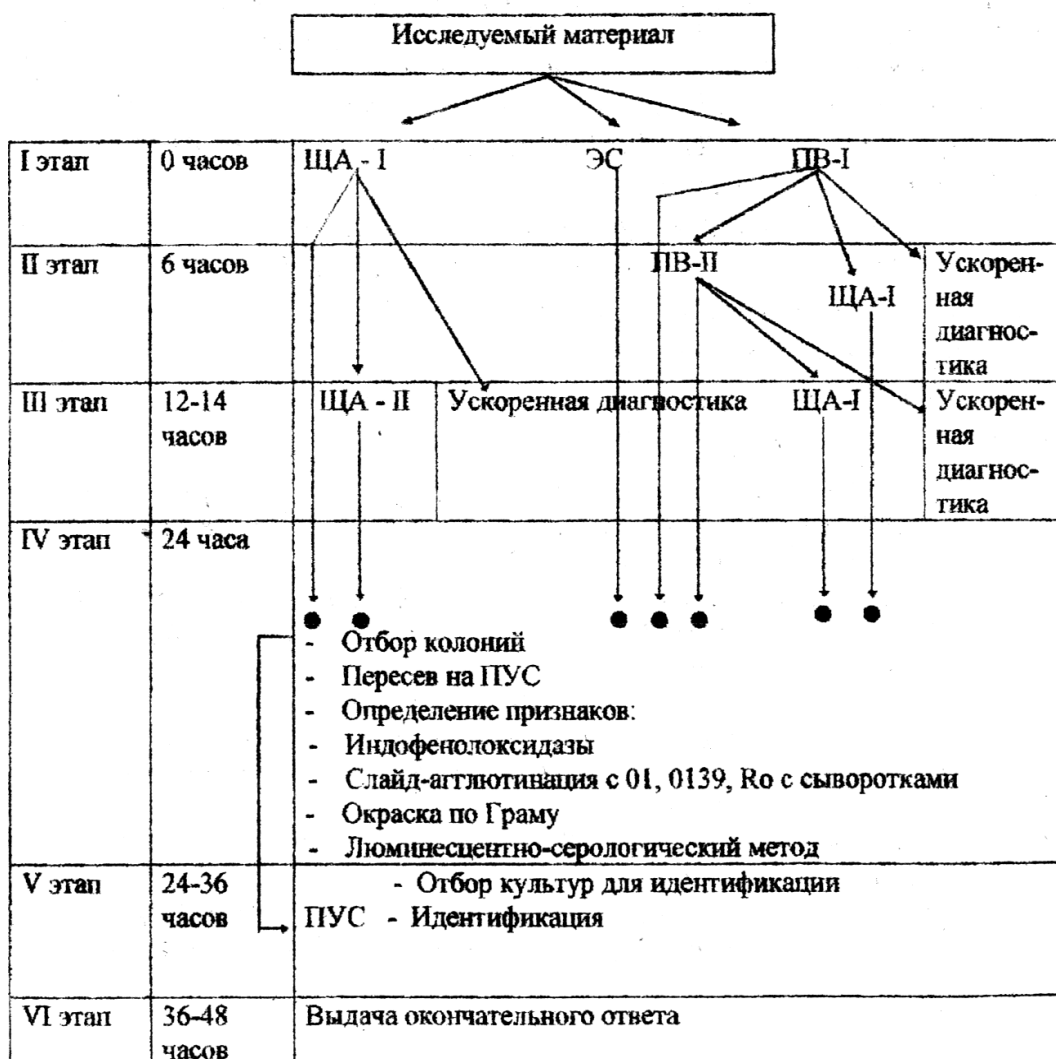 Исследуемый материал
I этап
0 часов
ЩА - I
ЭС
ПВ-I
II этап
6 часов
ПВ-II
ЩА-I
Ускорен-
ная
диагнос-
тика
III этап
12-14
часов
ЩА - II
Ускоренная диагностика
ЩА-I
Ускорен-
ная
диагнос-
тика
IV этап
24 часа
- Отбор колоний
- Пересев на ПУС
- Определение признаков:
- Индофенолоксидазы
- Слайд-агглютинация с 01, 0139, Ro с сыворотками
- Окраска по Граму
- Люминесцентно-серологический метод
V этап
24-36
часов
- Отбор культур для идентификации
ПУС - Идентификация
VI этап
36-48
часов
Выдача окончательного ответа